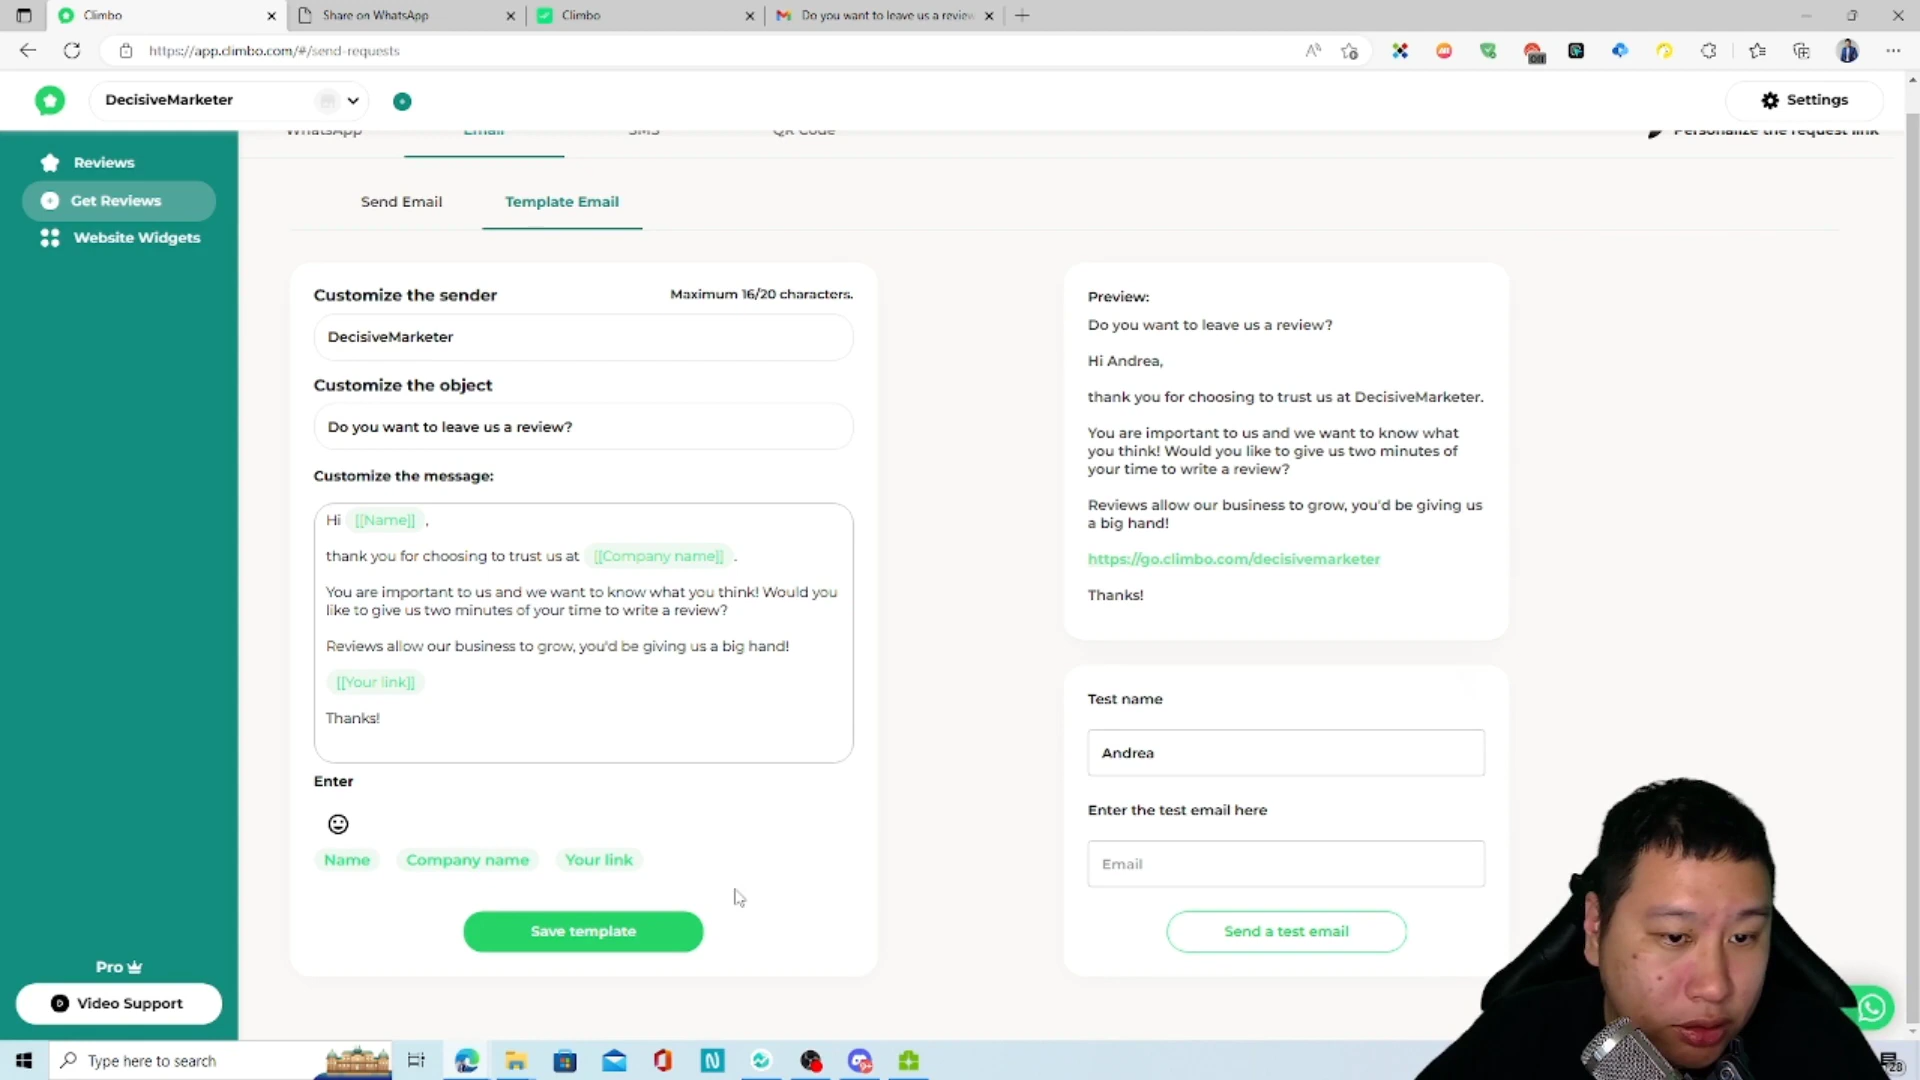 Climbo
Share on WhatsApp
Climbo
Do you want to leave us a review
https://app.climbo.com/#/send-requests
DecisiveMarketer
Settings
WhatsApp
Email
SMS
QR Code
Personalize the request link
Reviews
Get Reviews
Website Widgets
Send Email
Template Email
Customize the sender
Maximum 16/20 characters.
DecisiveMarketer
Customize the object
Do you want to leave us a review?
Customize the message:
Hi [[Name]] ,
thank you for choosing to trust us at [[Company name]] .
You are important to us and we want to know what you think! Would you
like to give us two minutes of your time to write a review?
Reviews allow our business to grow, you'd be giving us a big hand!
[[Your link]]
Thanks!
Enter
Name
Company name
Your link
Save template
Preview:
Do you want to leave us a review?
Hi Andrea,
thank you for choosing to trust us at DecisiveMarketer.
You are important to us and we want to know what
you think! Would you like to give us two minutes of
your time to write a review?
Reviews allow our business to grow, you'd be giving us
a big hand!
https://go.climbo.com/decisivemarketer
Thanks!
Test name
Andrea
Enter the test email here
Email
Send a test email
Pro
Video Support
Type here to search
28